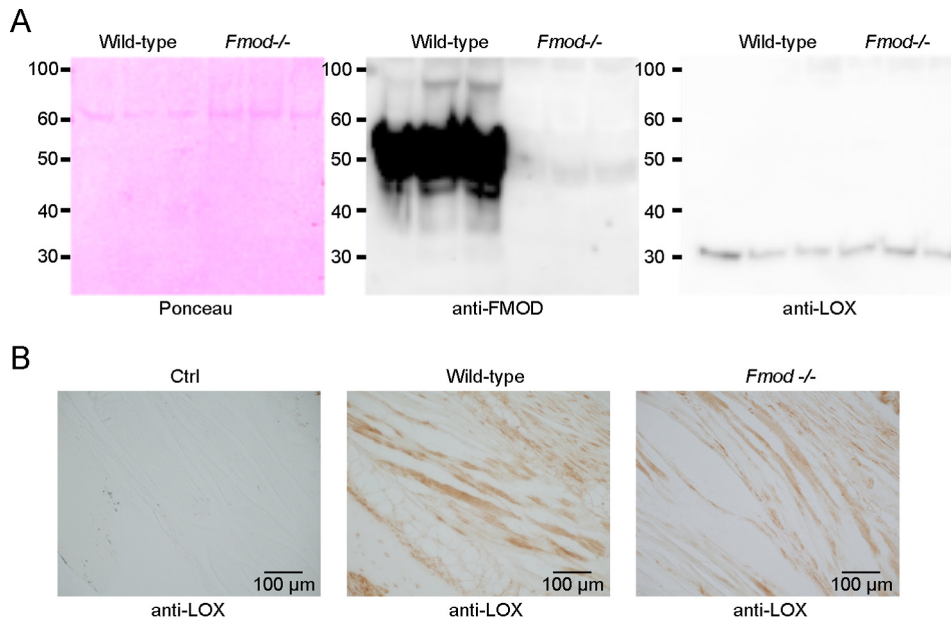 A
Wild-type Fmod-/-
100
60
50
40
30
Ponceau
Wild-type Fmod-/-
100
60
50
40
30
anti-FMOD
Wild-type Fmod-/-
100
60
50
40
30
anti-LOX
B
Ctrl
100 µm
anti-LOX
Wild-type
100 µm
anti-LOX
Fmod -/-
100 µm
anti-LOX